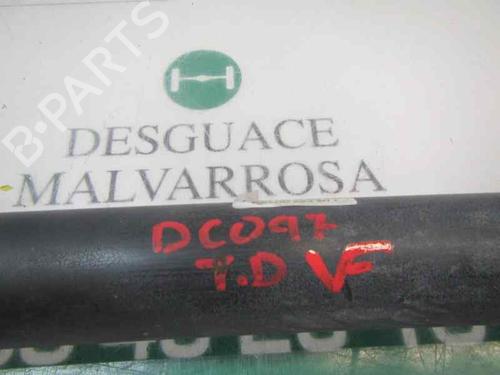 B-PARTS
DESGUACE
MALVARROSA
DC097
T.D VF